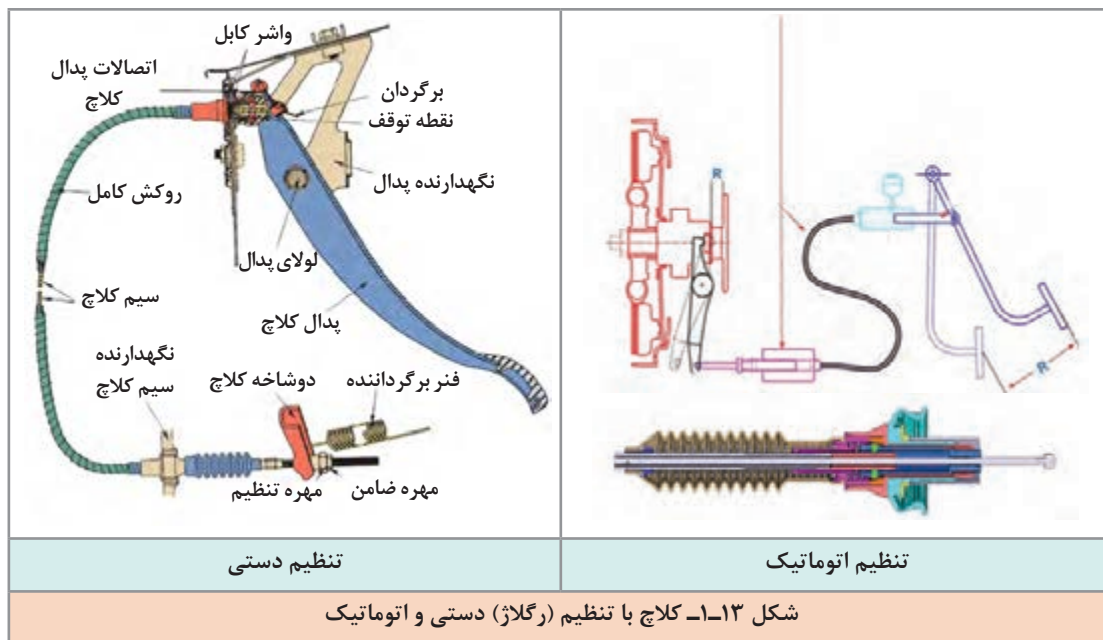 واشر کابل
اتصالات پدال
کلاچ
برگردان
نقطه توقف
نگهدارنده پدال
روکش کامل
لولای پدال
سیم کلاچ
پدال کلاچ
نگهدارنده
سیم کلاچ
دوشاخه کلاچ
فنر برگرداننده
مهره تنظیم
مهره ضامن
R
R
تنظیم دستی
تنظیم اتوماتیک
شکل ۱۳ـ۱ـ کلاچ با تنظیم (رگلاژ) دستی و اتوماتیک